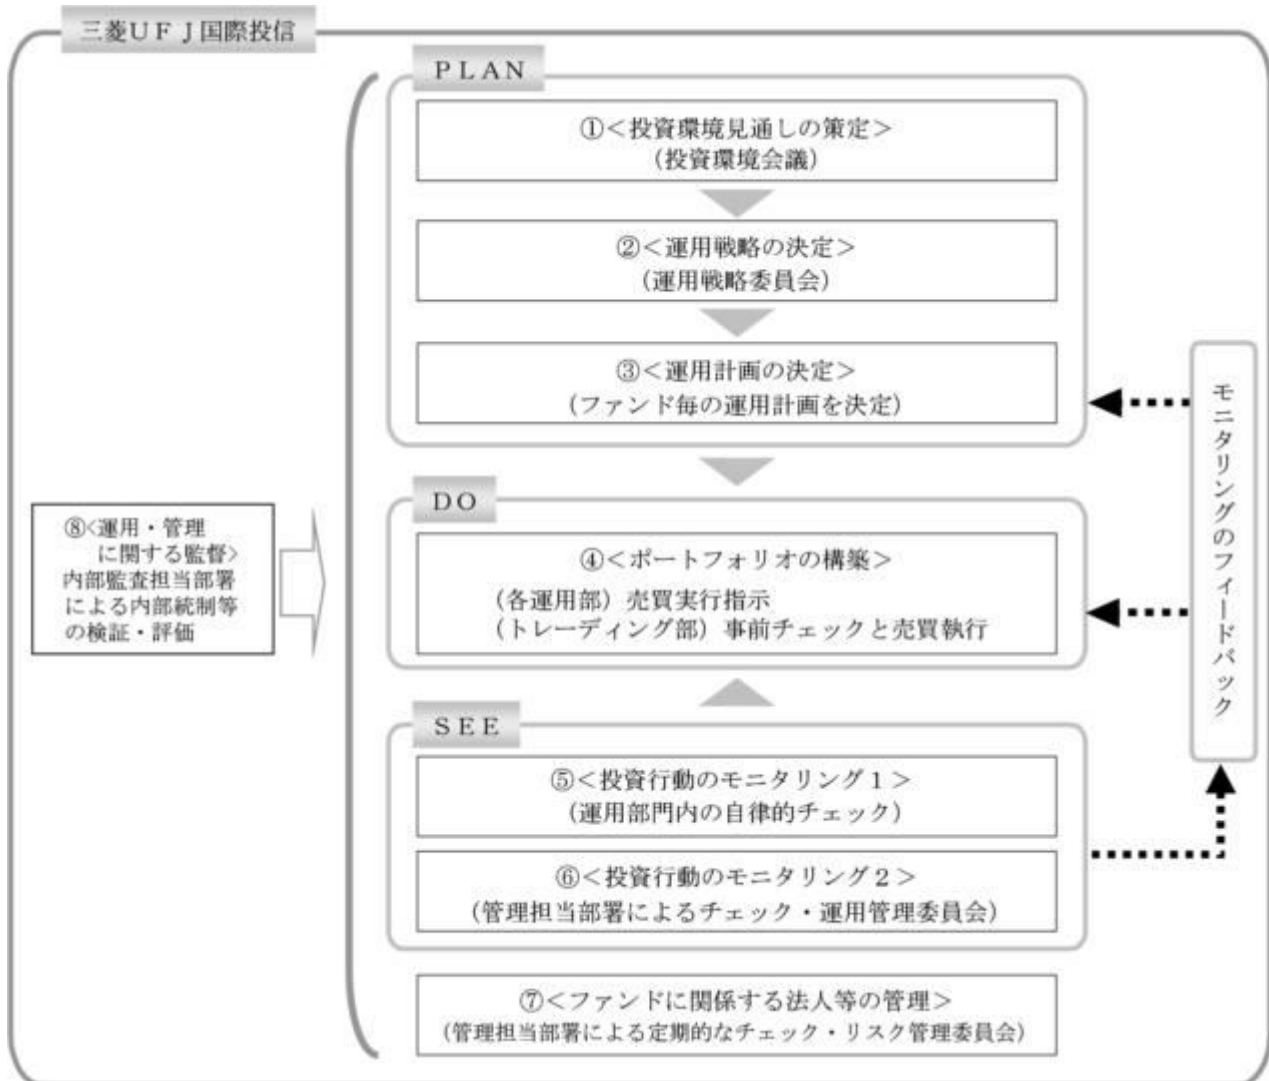 三菱ＵＦＪ国際投信
ＰＬＡＮ
①＜投資環境見通しの策定＞
（投資環境会議）
②＜運用戦略の決定＞
（運用戦略委員会）
③＜運用計画の決定＞
（ファンド毎の運用計画を決定）
ＤＯ
④＜ポートフォリオの構築＞
（各運用部）売買実行指示
（トレーディング部）事前チェックと売買執行
ＳＥＥ
⑤＜投資行動のモニタリング１＞
（運用部門内の自律的チェック）
⑥＜投資行動のモニタリング２＞
（管理担当部署によるチェック・運用管理委員会）
⑦＜ファンドに関係する法人等の管理＞
（管理担当部署による定期的なチェック・リスク管理委員会）
⑧<運用・管理
に関する監督>
内部監査担当部署
による内部統制等
の検証・評価
モニタリングのフィードバック